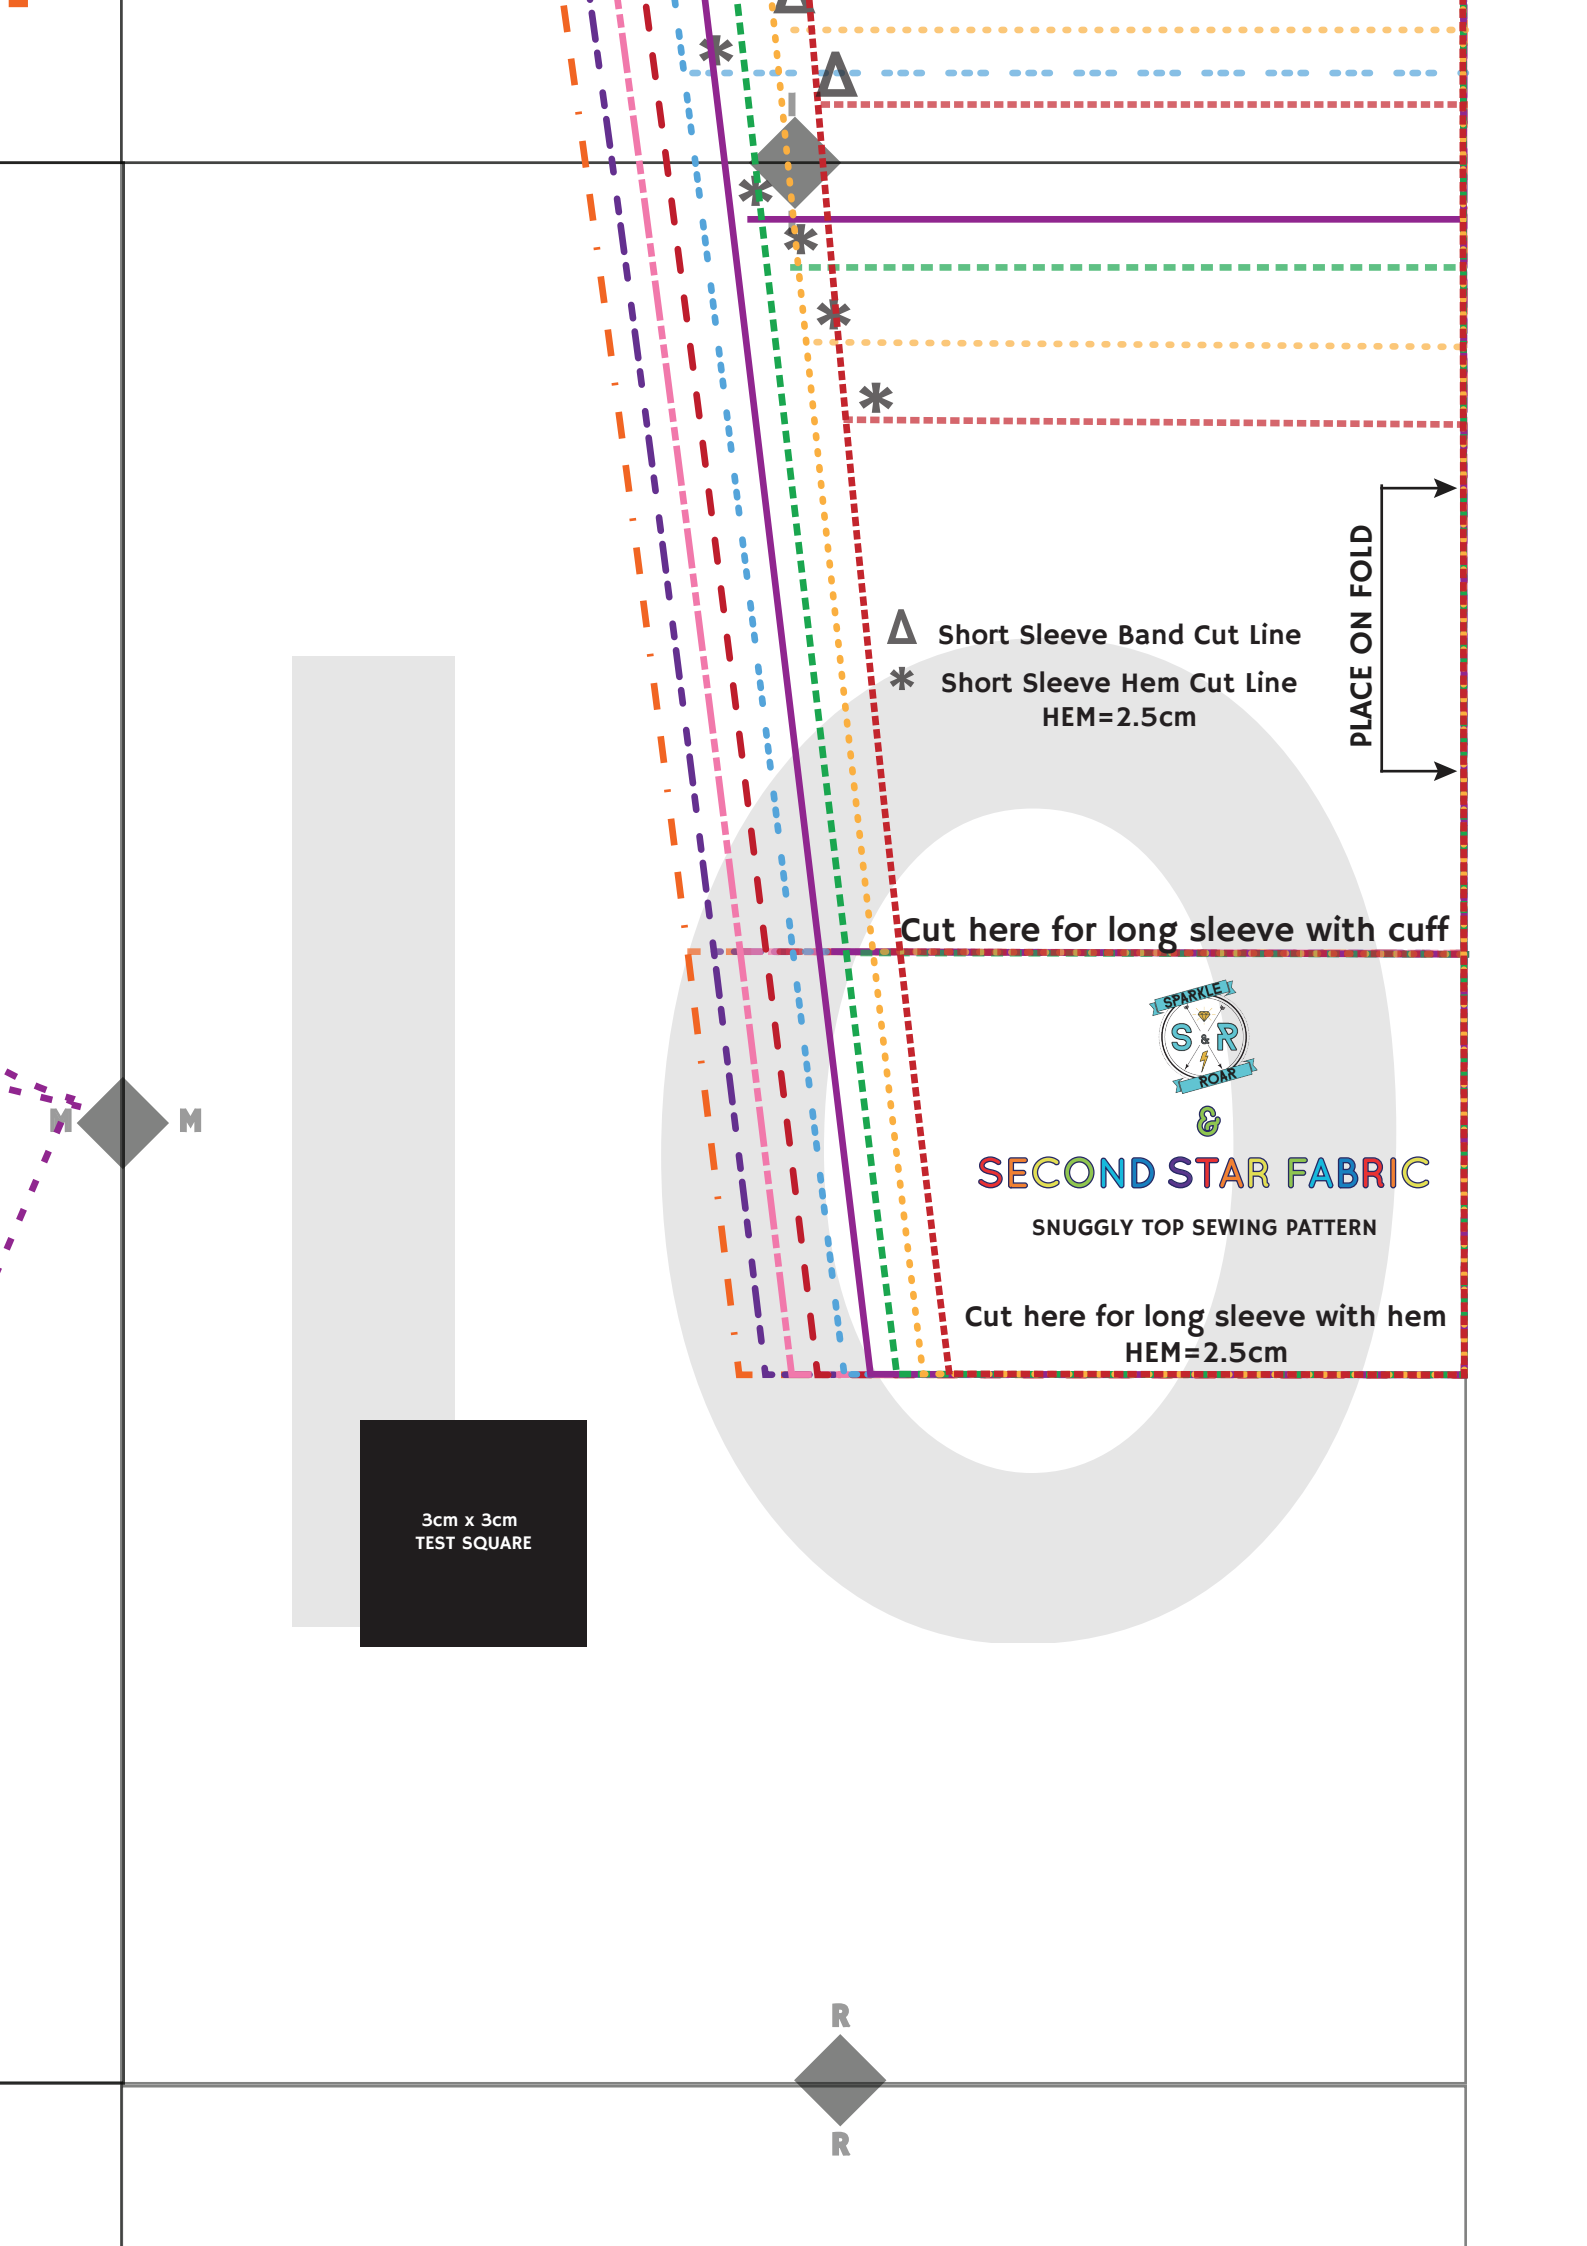 Δ
*
Δ
I
*
*
*
*
PLACE ON FOLD
Δ Short Sleeve Band Cut Line
* Short Sleeve Hem Cut Line
HEM=2.5cm
Cut here for long sleeve with cuff
SPARKLE
S & R
ROAR
&
M M
SECOND STAR FABRIC
SNUGGLY TOP SEWING PATTERN
Cut here for long sleeve with hem
HEM=2.5cm
10
3cm x 3cm
TEST SQUARE
R
R